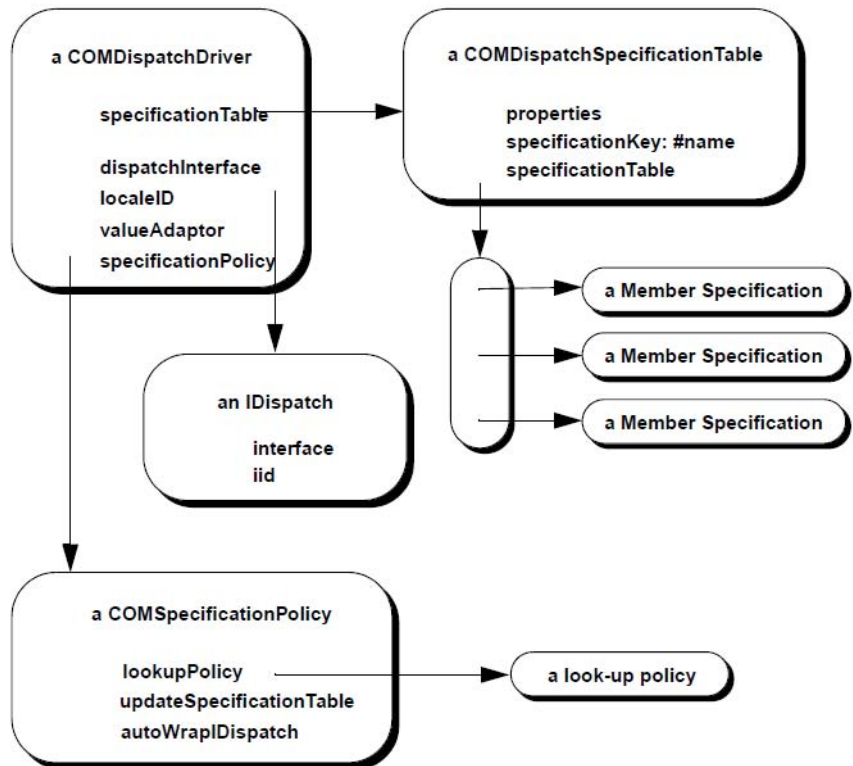 a COMDispatchDriver
specificationTable
dispatchInterface
localeID
valueAdaptor
specificationPolicy
a COMDispatchSpecificationTable
properties
specificationKey: #name
specificationTable
a Member Specification
a Member Specification
a Member Specification
an IDispatch
interface
iid
a COMSpecificationPolicy
lookupPolicy
updateSpecificationTable
autoWrapIDispatch
a look-up policy